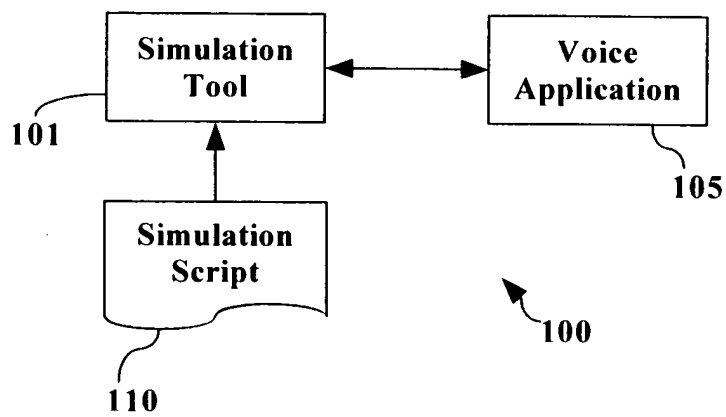 Simulation
Tool
Voice
Application
101
105
Simulation
Script
100
110